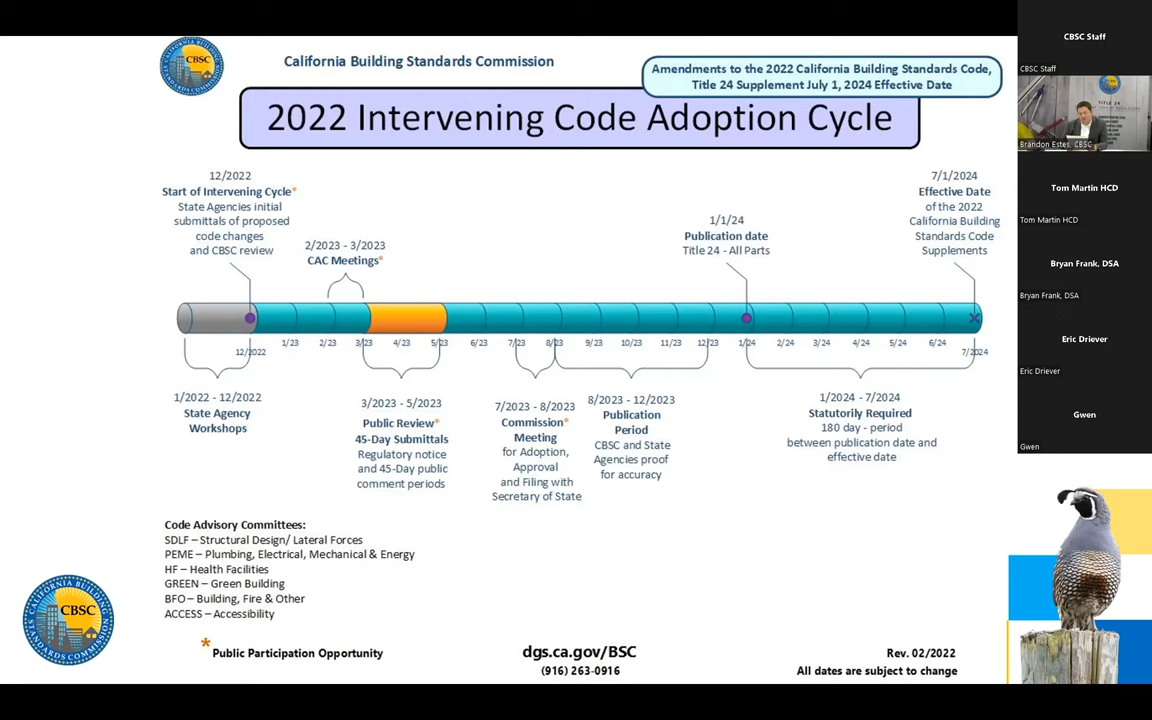 California Building Standards Commission
Amendments to the 2022 California Building Standards Code,
Title 24 Supplement July 1, 2024 Effective Date
2022 Intervening Code Adoption Cycle
12/2022
Start of Intervening Cycle*
State Agencies initial
submittals of proposed
code changes
and CBSC review
2/2023 - 3/2023
CAC Meetings*
1/1/24
Publication date
Title 24 - All Parts
7/1/2024
Effective Date
of the 2022
California Building
Standards Code
Supplements
12/2022 1/23 2/23 3/23 4/23 5/23 6/23 7/23 8/23 9/23 10/23 11/23 12/23 1/24 2/24 3/24 4/24 5/24 6/24 7/2024
1/2022 - 12/2022
State Agency
Workshops
3/2023 - 5/2023
Public Review*
45-Day Submittals
Regulatory notice
and 45-Day public
comment periods
7/2023 - 8/2023
Commission*
Meeting
for Adoption,
Approval
and Filing with
Secretary of State
8/2023 - 12/2023
Publication
Period
CBSC and State
Agencies proof
for accuracy
1/2024 - 7/2024
Statutorily Required
180 day - period
between publication date and
effective date
Code Advisory Committees:
SDLF – Structural Design/ Lateral Forces
PEME – Plumbing, Electrical, Mechanical & Energy
HF – Health Facilities
GREEN – Green Building
BFO – Building, Fire & Other
ACCESS – Accessibility
* Public Participation Opportunity
dgs.ca.gov/BSC
(916) 263-0916
Rev. 02/2022
All dates are subject to change
CALIFORNIA BUILDING
CBSC
STANDARDS COMMISSION
CALIFORNIA BUILDING
CBSC
STANDARDS COMMISSION
CBSC Staff
CBSC Staff
TITLE 24
Brandon Estes, CBSC
Tom Martin HCD
Tom Martin HCD
Bryan Frank, DSA
Bryan Frank, DSA
Eric Driever
Eric Driever
Gwen
Gwen